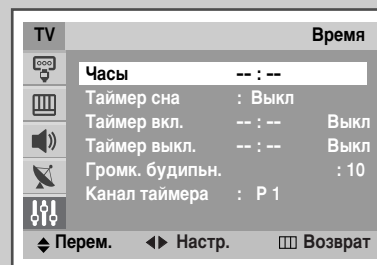 TV Время
Часы -- : --
Таймер сна : Выкл
Таймер вкл. -- : -- Выкл
Таймер выкл. -- : -- Выкл
Громк. будипьн. : 10
Канал таймера : P 1
Перем. Настр. Возврат